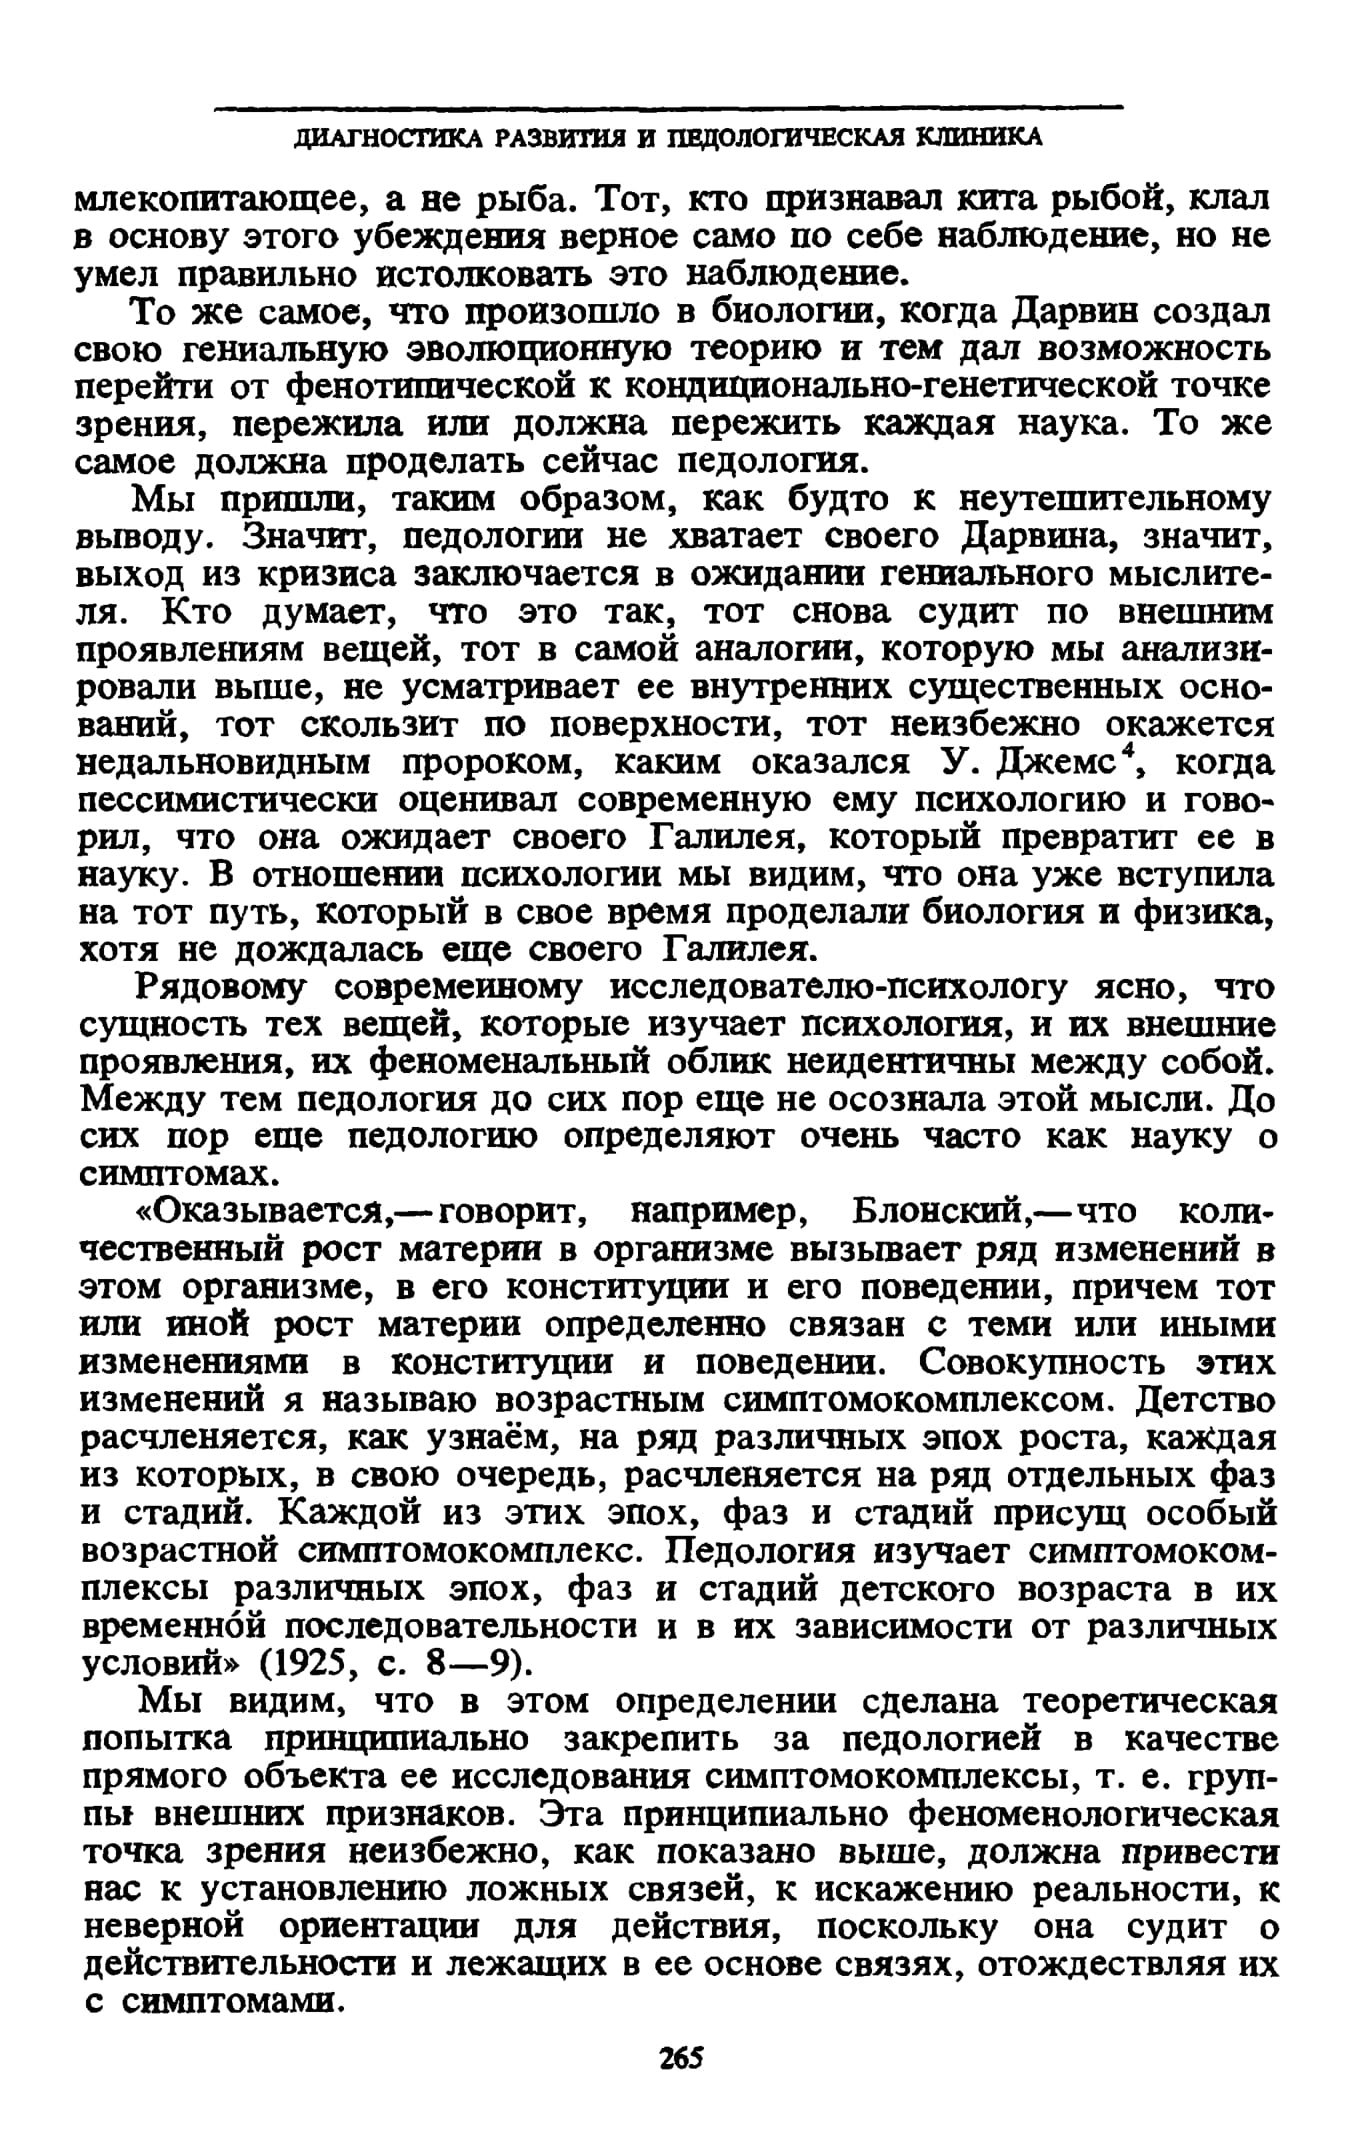 ДИАГНОСТИКА РАЗВИТИЯ И ПЕДОЛОГИЧЕСКАЯ КЛИНИКА
млекопитающее, а не рыба. Тот, кто признавал кита рыбой, клал
в основу этого убеждения верное само по себе наблюдение, но не
умел правильно истолковать это наблюдение.
То же самое, что произошло в биологии, когда Дарвин создал
свою гениальную эволюционную теорию и тем дал возможность
перейти от фенотипической к кондиционально-генетической точке
зрения, пережила или должна пережить каждая наука. То же
самое должна проделать сейчас педология.
Мы пришли, таким образом, как будто к неутешительному
выводу. Значит, педологии не хватает своего Дарвина, значит,
выход из кризиса заключается в ожидании гениального мыслите-
ля. Кто думает, что это так, тот снова судит по внешним
проявлениям вещей, тот в самой аналогии, которую мы анализи-
ровали выше, не усматривает ее внутренних существенных осно-
ваний, тот скользит по поверхности, тот неизбежно окажется
недальновидным пророком, каким оказался У. Джемс⁴, когда
пессимистически оценивал современную ему психологию и гово-
рил, что она ожидает своего Галилея, который превратит ее в
науку. В отношении психологии мы видим, что она уже вступила
на тот путь, который в свое время проделали биология и физика,
хотя не дождалась еще своего Галилея.
Рядовому современному исследователю-психологу ясно, что
сущность тех вещей, которые изучает психология, и их внешние
проявления, их феноменальный облик неидентичны между собой.
Между тем педология до сих пор еще не осознала этой мысли. До
сих пор еще педологию определяют очень часто как науку о
симптомах.
«Оказывается,— говорит, например, Блонский,— что коли-
чественный рост материи в организме вызывает ряд изменений в
этом организме, в его конституции и его поведении, причем тот
или иной рост материи определенно связан с теми или иными
изменениями в конституции и поведении. Совокупность этих
изменений я называю возрастным симптомокомплексом. Детство
расчленяется, как узнаём, на ряд различных эпох роста, каждая
из которых, в свою очередь, расчленяется на ряд отдельных фаз
и стадий. Каждой из этих эпох, фаз и стадий присущ особый
возрастной симптомокомплекс. Педология изучает симптомоком-
плексы различных эпох, фаз и стадий детского возраста в их
временно́й последовательности и в их зависимости от различных
условий» (1925, с. 8—9).
Мы видим, что в этом определении сделана теоретическая
попытка принципиально закрепить за педологией в качестве
прямого объекта ее исследования симптомокомплексы, т. е. груп-
пы внешних признаков. Эта принципиально феноменологическая
точка зрения неизбежно, как показано выше, должна привести
нас к установлению ложных связей, к искажению реальности, к
неверной ориентации для действия, поскольку она судит о
действительности и лежащих в ее основе связях, отождествляя их
с симптомами.
265